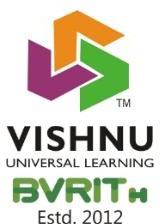 TM
VISHNU
UNIVERSAL LEARNING
BVRITH
Estd. 2012